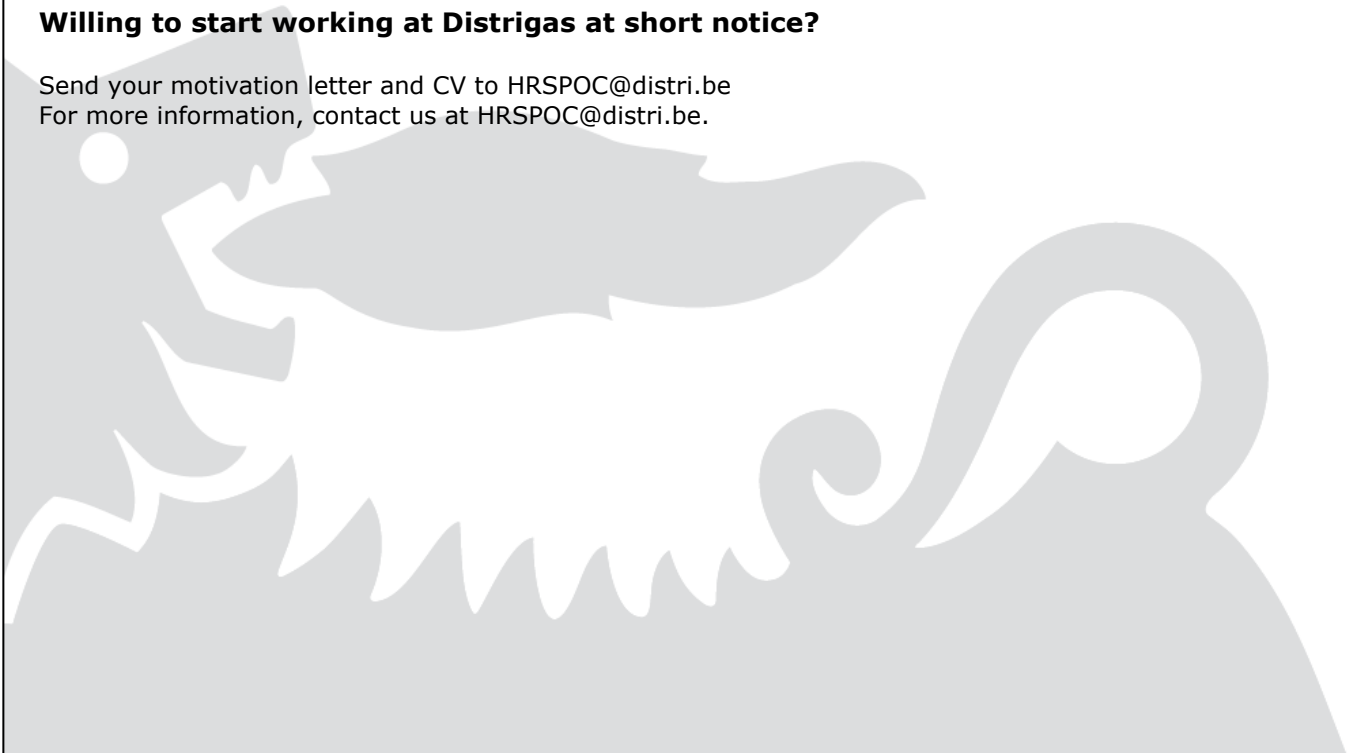 Willing to start working at Distrigas at short notice?
Send your motivation letter and CV to HRSPOC@distri.be
For more information, contact us at HRSPOC@distri.be.